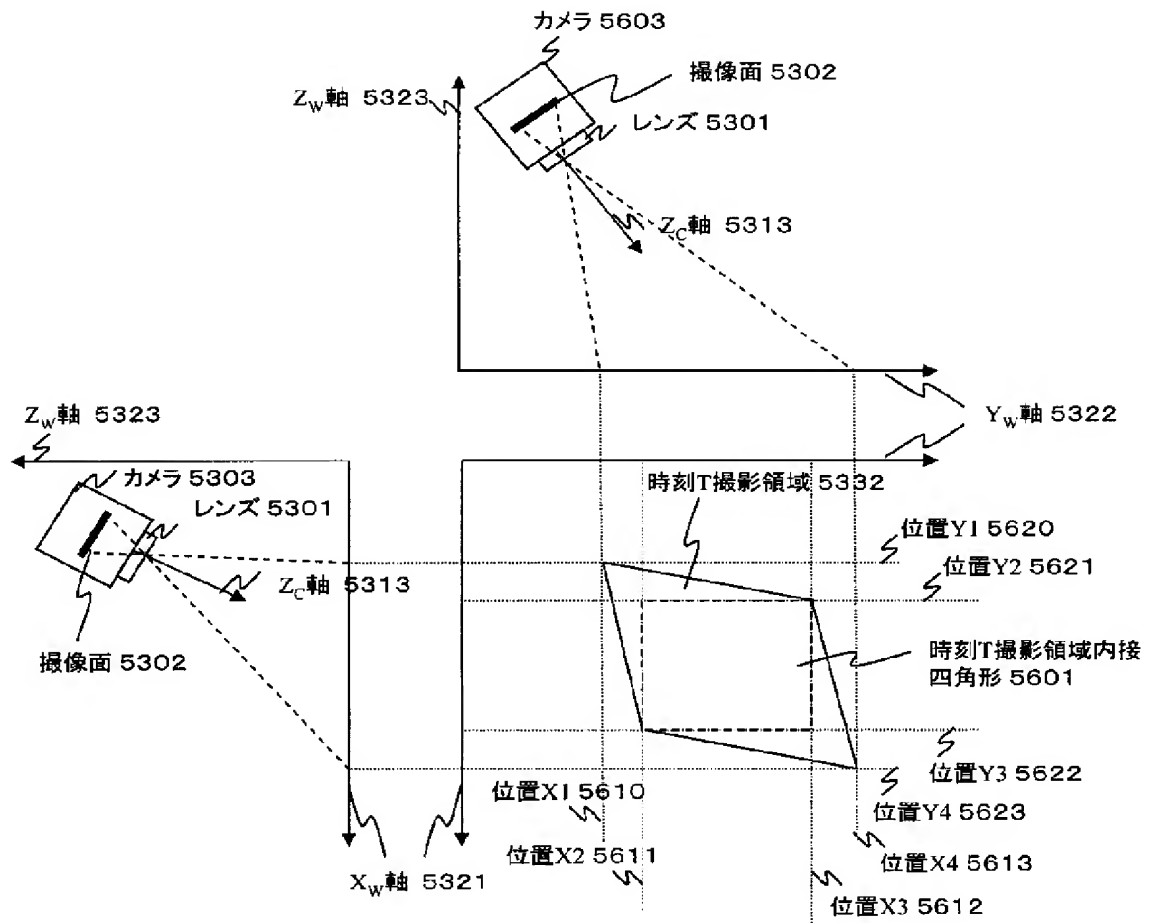 カメラ 5603
撮像面 5302
Z_W軸 5323
レンズ 5301
Z_C軸 5313
Z_W軸 5323
Y_W軸 5322
カメラ 5303
レンズ 5301
時刻T撮影領域 5332
位置Y1 5620
位置Y2 5621
Z_C軸 5313
撮像面 5302
時刻T撮影領域内接
四角形 5601
位置Y3 5622
位置X1 5610
位置Y4 5623
位置X2 5611
位置X4 5613
X_W軸 5321
位置X3 5612